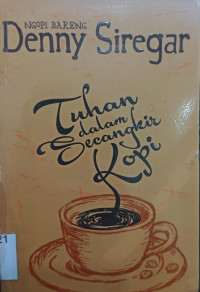 NGOPI BARENG
Denny Siregar
Tuhan
dalam
Secangkir
Kopi
21